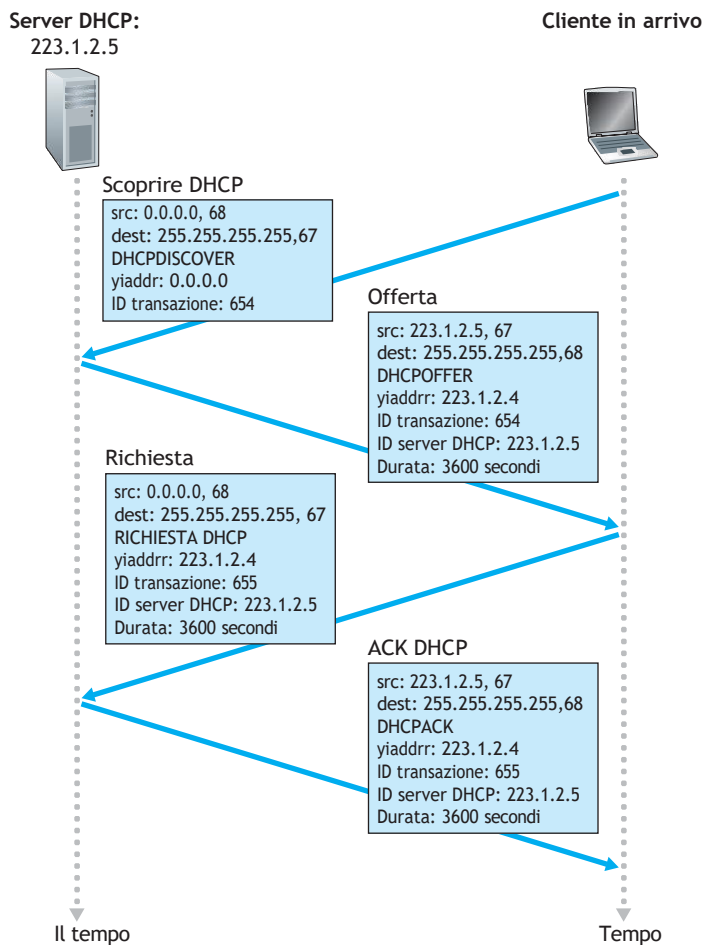 Server DHCP:
223.1.2.5
Cliente in arrivo
Scoprire DHCP
src: 0.0.0.0, 68
dest: 255.255.255.255,67
DHCPDISCOVER
yiaddr: 0.0.0.0
ID transazione: 654
Offerta
src: 223.1.2.5, 67
dest: 255.255.255.255,68
DHCPOFFER
yiaddrr: 223.1.2.4
ID transazione: 654
ID server DHCP: 223.1.2.5
Durata: 3600 secondi
Richiesta
src: 0.0.0.0, 68
dest: 255.255.255.255, 67
RICHIESTA DHCP
yiaddrr: 223.1.2.4
ID transazione: 655
ID server DHCP: 223.1.2.5
Durata: 3600 secondi
ACK DHCP
src: 223.1.2.5, 67
dest: 255.255.255.255,68
DHCPACK
yiaddrr: 223.1.2.4
ID transazione: 655
ID server DHCP: 223.1.2.5
Durata: 3600 secondi
Il tempo
Tempo